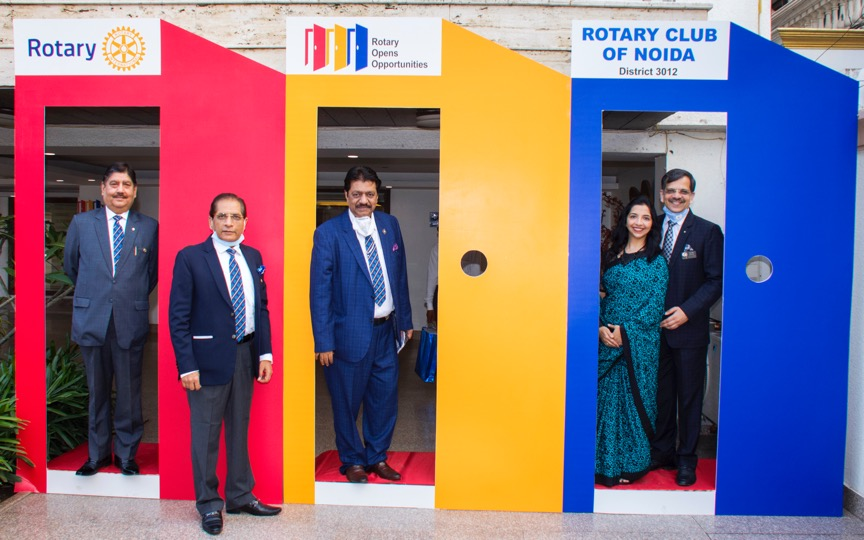 Rotary
Rotary
Opens
Opportunities
ROTARY CLUB
OF NOIDA
District 3012